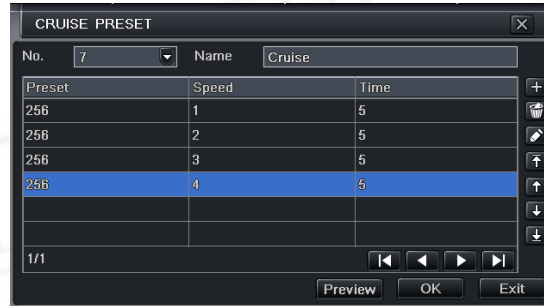 CRUISE PRESET
No. 7 Name Cruise
Preset Speed Time
256 1 5
256 2 5
256 3 5
256 4 5
1/1
Preview OK Exit